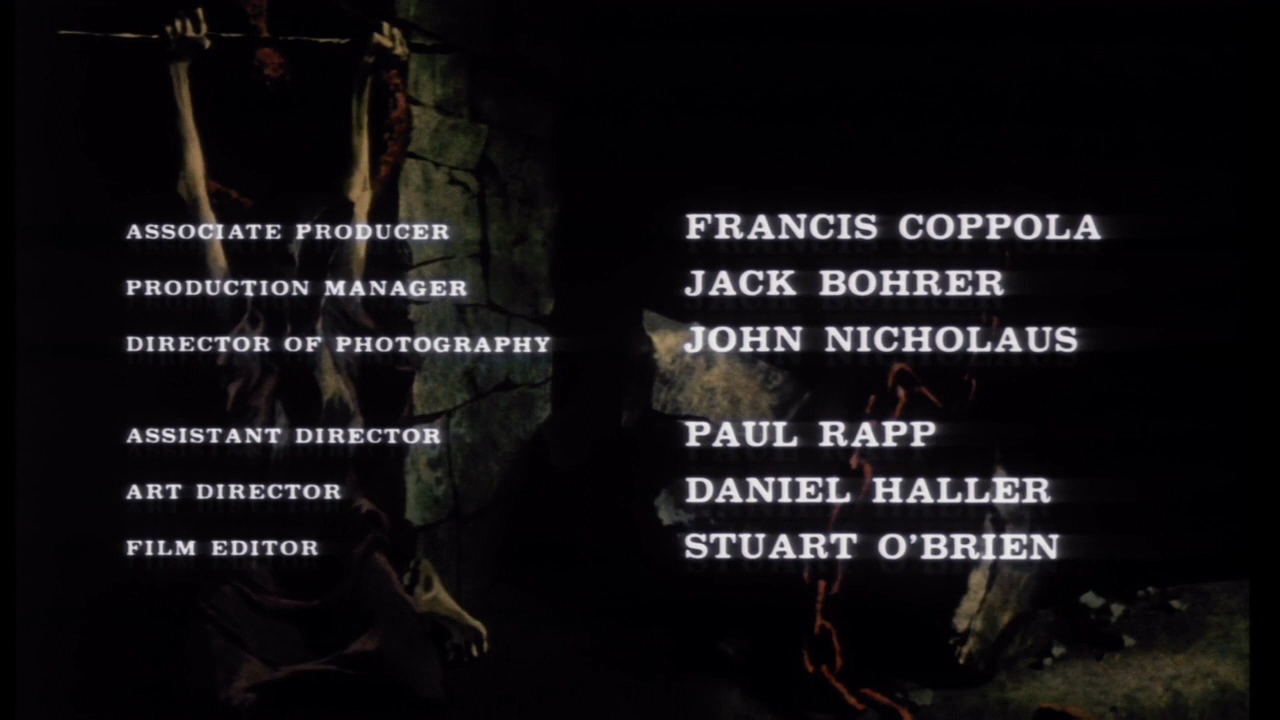 ASSOCIATE PRODUCER FRANCIS COPPOLA
PRODUCTION MANAGER JACK BOHRER
DIRECTOR OF PHOTOGRAPHY JOHN NICHOLAUS
ASSISTANT DIRECTOR PAUL RAPP
ART DIRECTOR DANIEL HALLER
FILM EDITOR STUART O'BRIEN